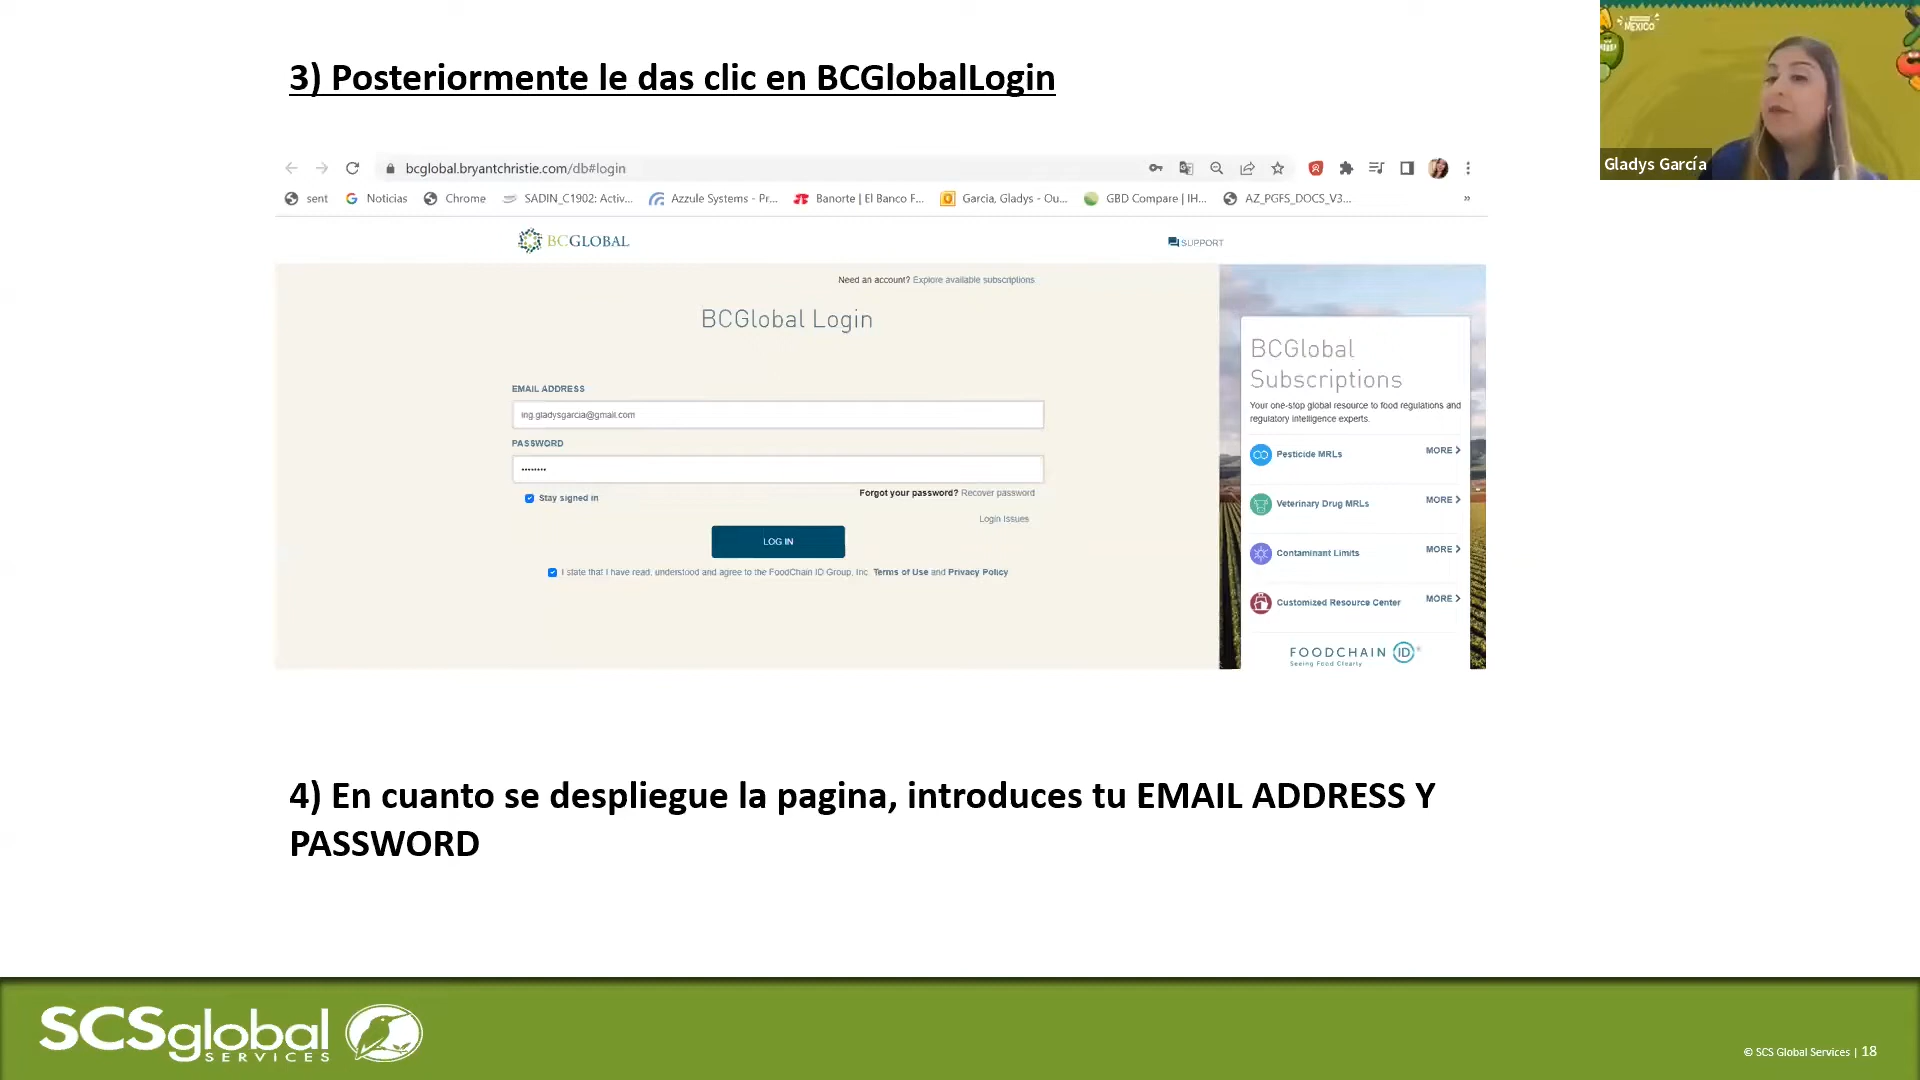 3) Posteriormente le das clic en BCGlobalLogin
MEXICO
Gladys García
bcglobal.bryantchristie.com/db#login
sent Noticias Chrome SADIN_C1902: Activ... Azzule Systems - Pr... Banorte | El Banco F... Garcia, Gladys - Ou... GBD Compare | IH... AZ_PGFS_DOCS_V3... »
BCGLOBAL
SUPPORT
Need an account? Explore available subscriptions
BCGlobal Login
EMAIL ADDRESS
ing.gladysgarcia@gmail.com
PASSWORD
••••••••
Stay signed in
Forgot your password? Recover password
Login Issues
LOG IN
I state that I have read, understood and agree to the FoodChain ID Group, Inc Terms of Use and Privacy Policy
BCGlobal
Subscriptions
Your one-stop global resource to food regulations and
regulatory intelligence experts.
Pesticide MRLs MORE
Veterinary Drug MRLs MORE
Contaminant Limits MORE
Customized Resource Center MORE
FOODCHAIN ID
Seeing Food Clearly
4) En cuanto se despliegue la pagina, introduces tu EMAIL ADDRESS Y
PASSWORD
SCSglobal
SERVICES
© SCS Global Services | 18